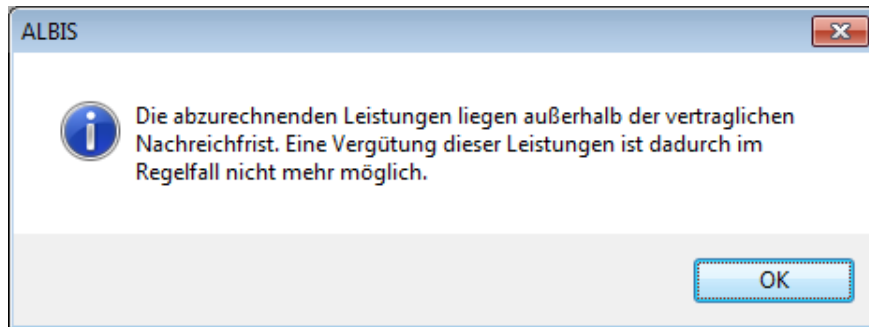 ALBIS
Die abzurechnenden Leistungen liegen außerhalb der vertraglichen
Nachreichfrist. Eine Vergütung dieser Leistungen ist dadurch im
Regelfall nicht mehr möglich.
OK